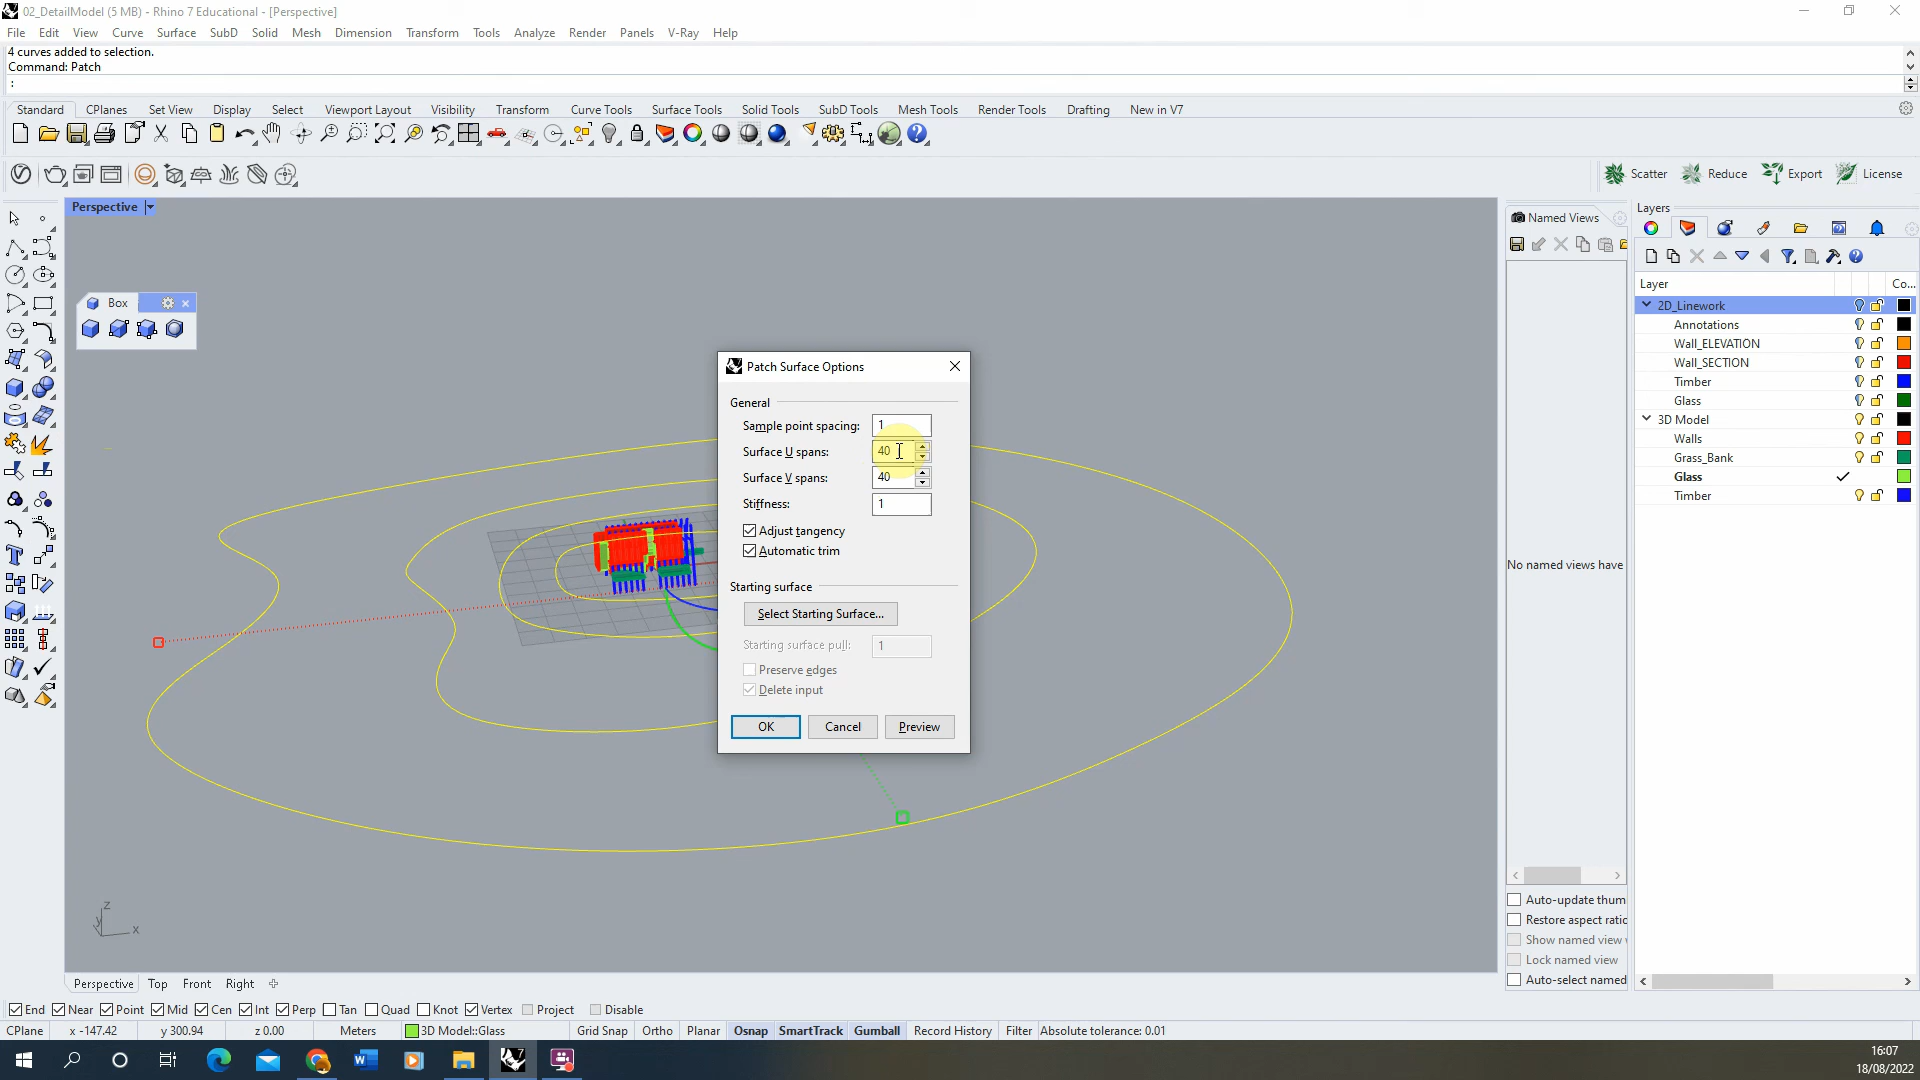 02_DetailModel (5 MB) - Rhino 7 Educational - [Perspective]
File Edit View Curve Surface SubD Solid Mesh Dimension Transform Tools Analyze Render Panels V-Ray Help
4 curves added to selection.
Command: Patch
:
Standard CPlanes Set View Display Select Viewport Layout Visibility Transform Curve Tools Surface Tools Solid Tools SubD Tools Mesh Tools Render Tools Drafting New in V7
Scatter Reduce Export License
Perspective
Named Views
Layers
Box
Layer Co...
2D_Linework
Annotations
Wall_ELEVATION
Wall_SECTION
Timber
Glass
3D Model
Walls
Grass_Bank
Glass
Timber
Patch Surface Options
General
Sample point spacing: 1
Surface U spans: 40
Surface V spans: 40
Stiffness: 1
Adjust tangency
Automatic trim
Starting surface
Select Starting Surface...
Starting surface pull: 1
Preserve edges
Delete input
OK Cancel Preview
No named views have
Auto-update thum
Restore aspect ratio
Show named view
Lock named view
Auto-select named
z
y
x
Perspective Top Front Right
End Near Point Mid Cen Int Perp Tan Quad Knot Vertex Project Disable
CPlane x -147.42 y 300.94 z 0.00 Meters 3D Model::Glass Grid Snap Ortho Planar Osnap SmartTrack Gumball Record History Filter Absolute tolerance: 0.01
16:07
18/08/2022